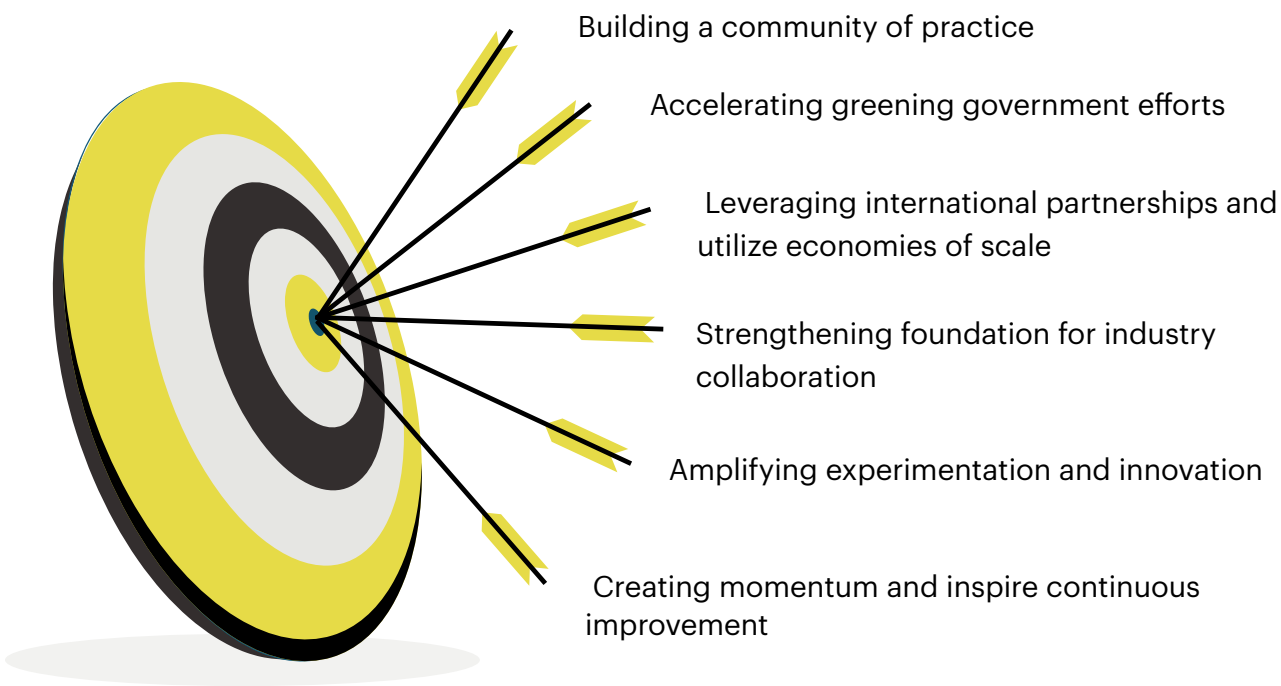 Building a community of practice
Accelerating greening government efforts
Leveraging international partnerships and
utilize economies of scale
Strengthening foundation for industry
collaboration
Amplifying experimentation and innovation
Creating momentum and inspire continuous
improvement